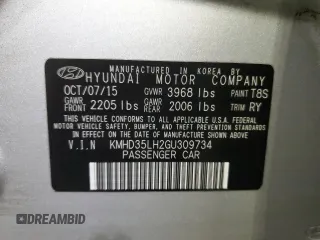 MANUFACTURED IN KOREA BY
HYUNDAI MOTOR COMPANY
OCT/07/15 GVWR 3968 lbs PAINT T8S
GAWR FRONT 2205 lbs GAWR REAR 2006 lbs TRIM RY
THIS VEHICLE CONFORMS TO ALL APPLICABLE U.S.A FEDERAL
MOTOR VEHICLE SAFETY, BUMPER, AND THEFT PREVENTION
STANDARDS IN EFFECT ON THE DATE OF MANUFACTURE SHOWN ABOVE.
V.I.N KMHD35LH2GU309734
PASSENGER CAR
© DREAMBID.COM